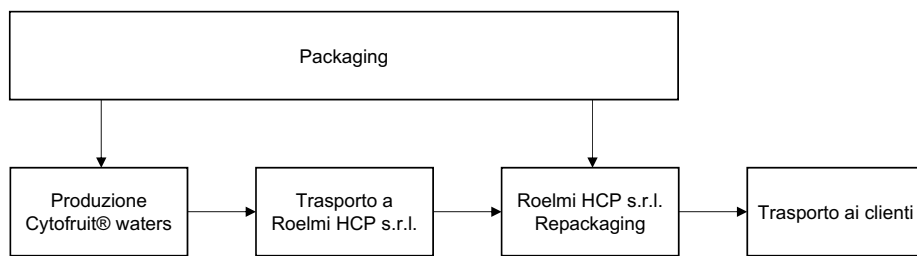 Packaging
Produzione
Cytofruit® waters
Trasporto a
Roelmi HCP s.r.l.
Roelmi HCP s.r.l.
Repackaging
Trasporto ai clienti